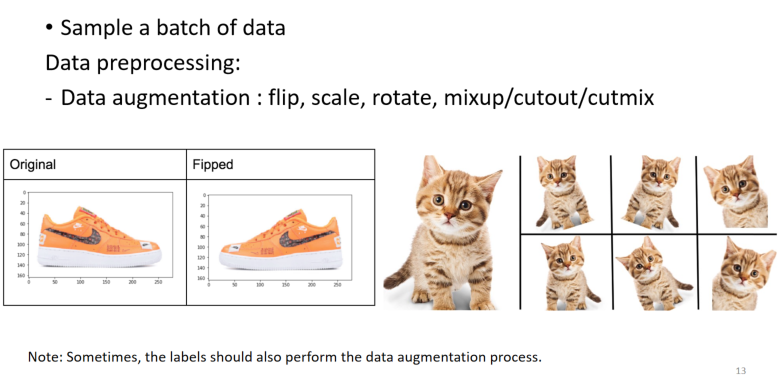 • Sample a batch of data
Data preprocessing:
- Data augmentation : flip, scale, rotate, mixup/cutout/cutmix
Original
Fipped
0
20
40
60
80
100
120
140
160
0 50 100 150 200 250
0
20
40
60
80
100
120
140
160
0 50 100 150 200 250
Note: Sometimes, the labels should also perform the data augmentation process.
13